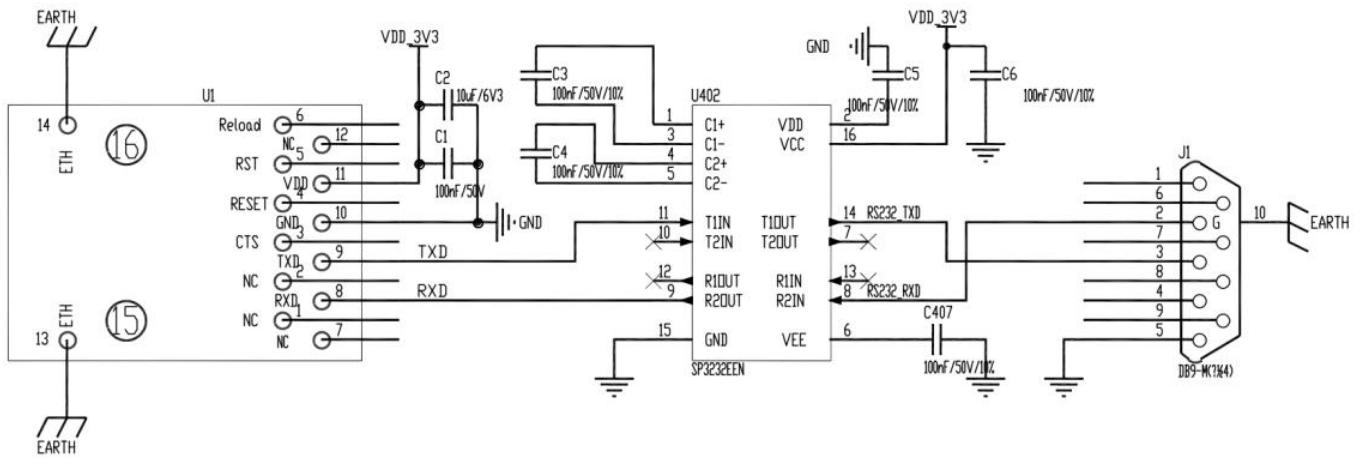 EARTH
VDD_3V3
C2
10uF/6V3
C1
100nF/50V
GND
U1
14
ETH
16
13
ETH
15
EARTH
Reload 6
NC 12
RST 5
VDD 11
RESET 4
GND 10
CTS 3
TXD 9
NC 2
RXD 8
NC 1
NC 7
TXD
RXD
C3
100nF/50V/10%
C4
100nF/50V/10%
U402
1 C1+
3 C1-
4 C2+
5 C2-
11 T1IN
10 T2IN
12 R1OUT
9 R2OUT
15 GND
SP3232EEN
VDD 2
VCC 16
T1OUT 14 RS232_TXD
T2OUT 7
R1IN 13
R2IN 8 RS232_RXD
VEE 6
GND
C5
100nF/50V/10%
VDD_3V3
C6
100nF/50V/10%
C407
100nF/50V/10%
J1
1
6
2
G
7
3
8
4
9
5
10
EARTH